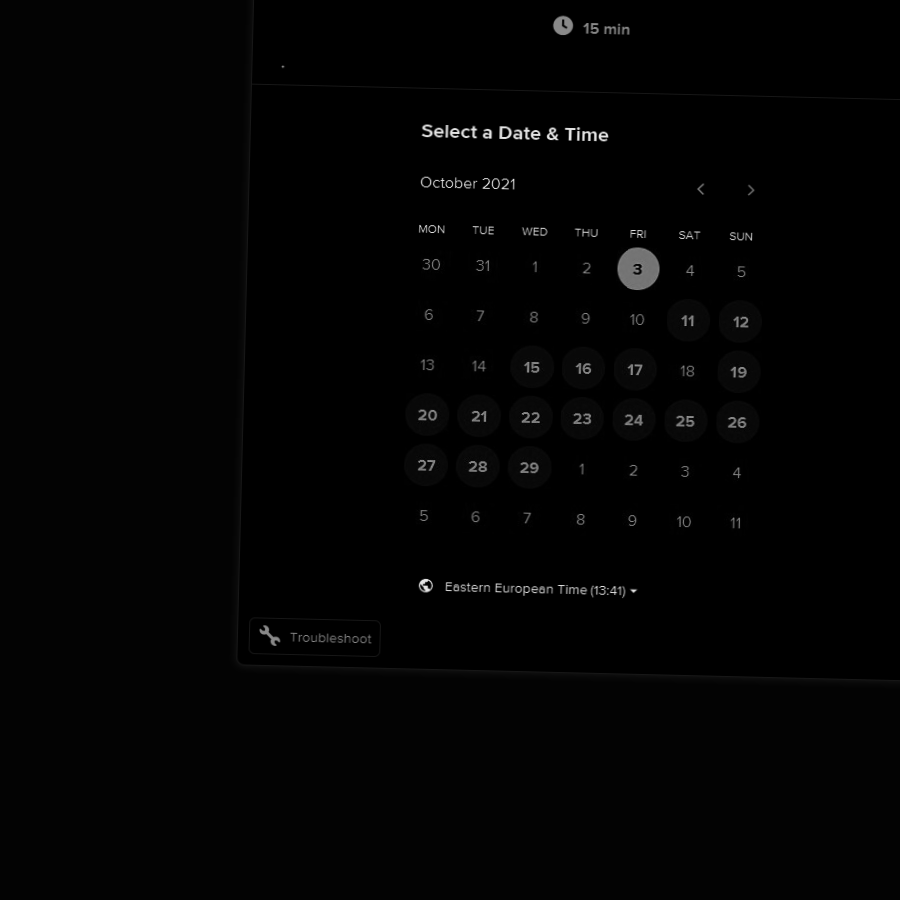 15 min
.
Select a Date & Time
October 2021
MON TUE WED THU FRI SAT SUN
30 31 1 2 3 4 5
6 7 8 9 10 11 12
13 14 15 16 17 18 19
20 21 22 23 24 25 26
27 28 29 1 2 3 4
5 6 7 8 9 10 11
Eastern European Time (13:41)
Troubleshoot